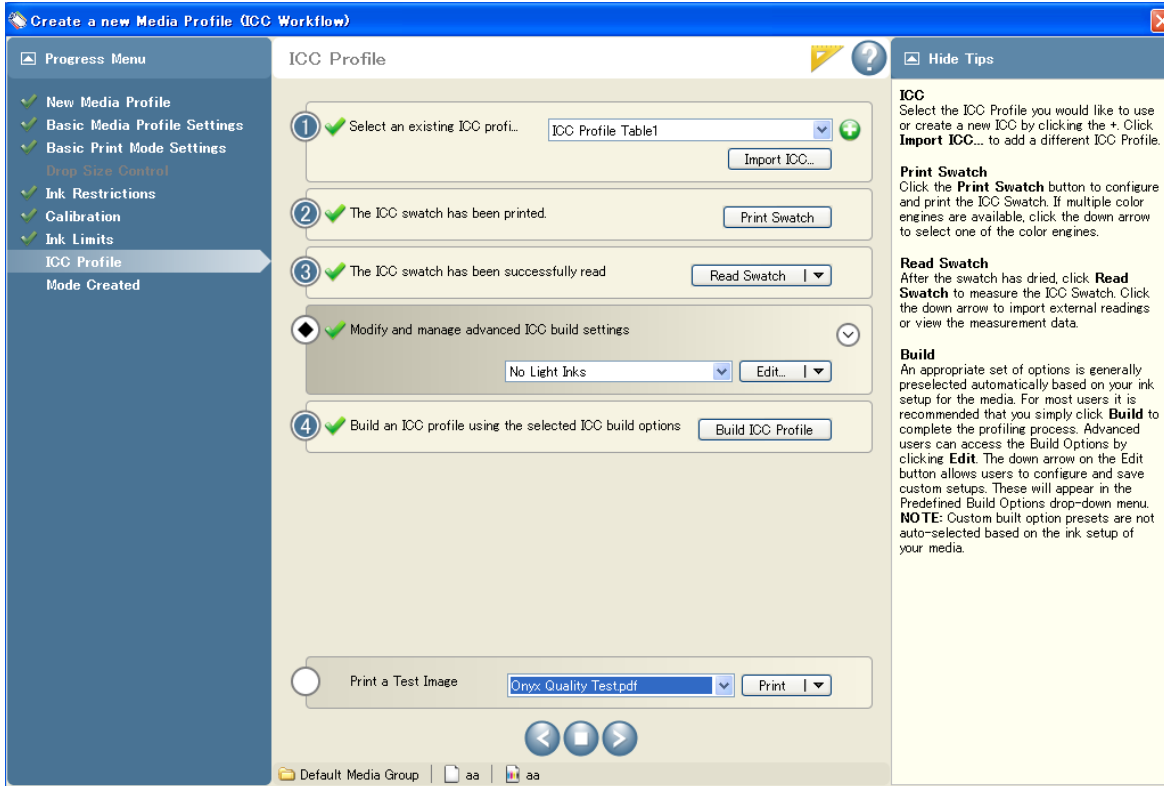 Create a new Media Profile (ICC Workflow)
Progress Menu
New Media Profile
Basic Media Profile Settings
Basic Print Mode Settings
Drop Size Control
Ink Restrictions
Calibration
Ink Limits
ICC Profile
Mode Created
ICC Profile
?
1
Select an existing ICC profi...
ICC Profile Table1
Import ICC...
2
The ICC swatch has been printed.
Print Swatch
3
The ICC swatch has been successfully read
Read Swatch
Modify and manage advanced ICC build settings
No Light Inks
Edit...
4
Build an ICC profile using the selected ICC build options
Build ICC Profile
Print a Test Image
Onyx Quality Test.pdf
Print
Default Media Group
aa
aa
Hide Tips
ICC
Select the ICC Profile you would like to use
or create a new ICC by clicking the +. Click
Import ICC... to add a different ICC Profile.
Print Swatch
Click the Print Swatch button to configure
and print the ICC Swatch. If multiple color
engines are available, click the down arrow
to select one of the color engines.
Read Swatch
After the swatch has dried, click Read
Swatch to measure the ICC Swatch. Click
the down arrow to import external readings
or view the measurement data.
Build
An appropriate set of options is generally
preselected automatically based on your ink
setup for the media. For most users it is
recommended that you simply click Build to
complete the profiling process. Advanced
users can access the Build Options by
clicking Edit. The down arrow on the Edit
button allows users to configure and save
custom setups. These will appear in the
Predefined Build Options drop-down menu.
NOTE: Custom built option presets are not
auto-selected based on the ink setup of
your media.